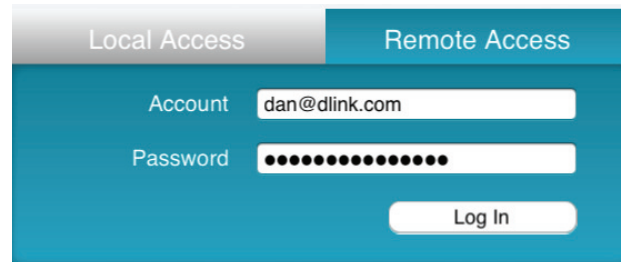 Local Access Remote Access
Account dan@dlink.com
Password ●●●●●●●●●●●●●●●
Log In